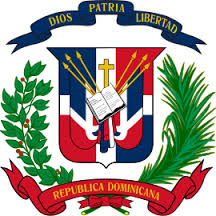 DIOS PATRIA LIBERTAD
REPUBLICA DOMINICANA